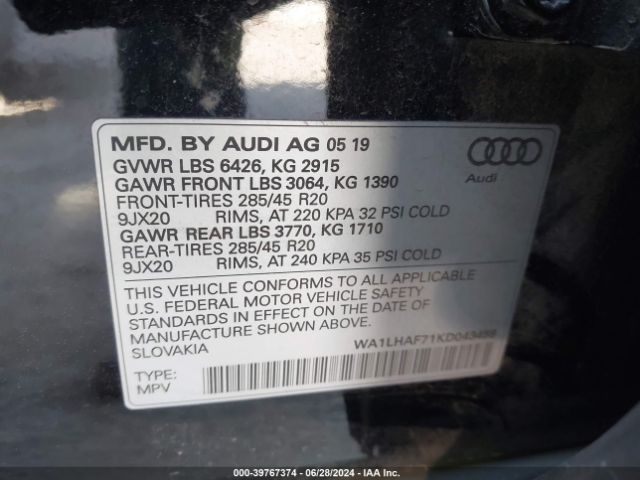 MFD. BY AUDI AG 05 19
GVWR LBS 6426, KG 2915
GAWR FRONT LBS 3064, KG 1390
FRONT-TIRES 285/45 R20
9JX20 RIMS, AT 220 KPA 32 PSI COLD
GAWR REAR LBS 3770, KG 1710
REAR-TIRES 285/45 R20
9JX20 RIMS, AT 240 KPA 35 PSI COLD
Audi
THIS VEHICLE CONFORMS TO ALL APPLICABLE
U.S. FEDERAL MOTOR VEHICLE SAFETY
STANDARDS IN EFFECT ON THE DATE OF
MANUFACTURE SHOWN ABOVE.
SLOVAKIA
TYPE:
MPV
000-39767374 | 06/28/2024 - IAA Inc.